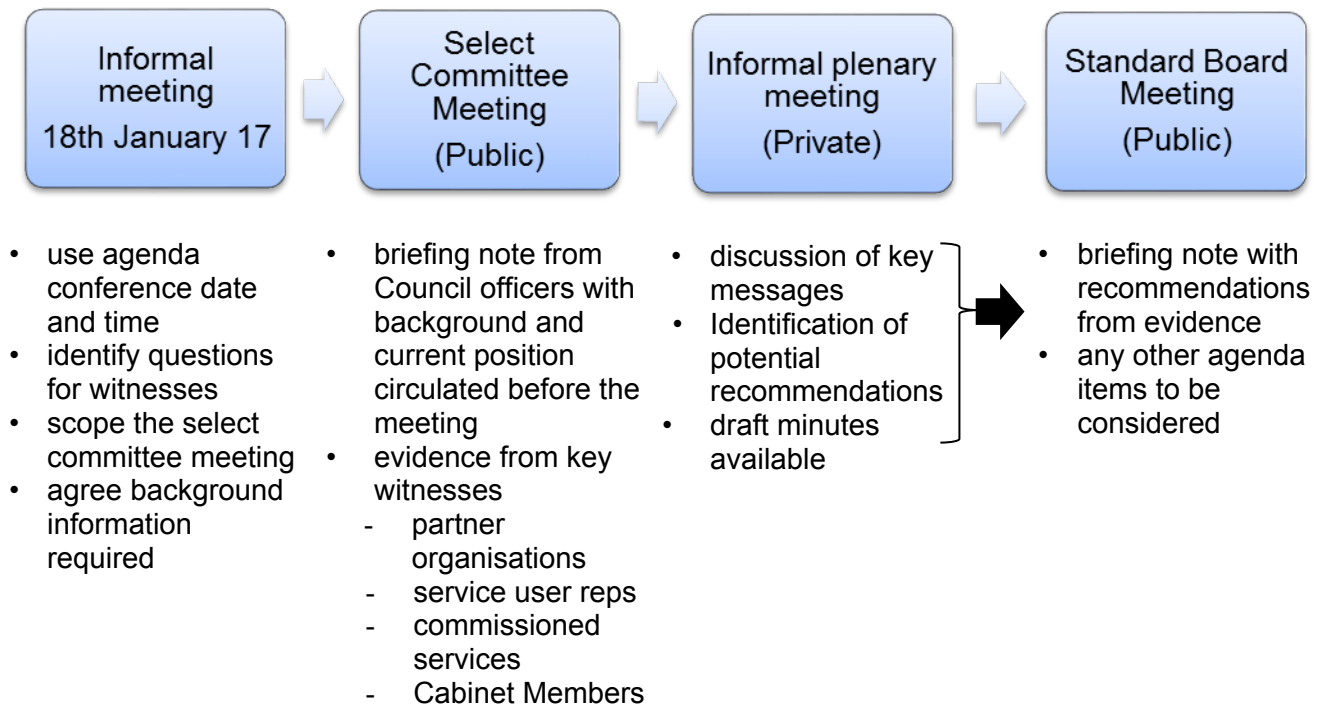 Informal
meeting
18th January 17
Select
Committee
Meeting
(Public)
Informal plenary
meeting
(Private)
Standard Board
Meeting
(Public)
• use agenda
conference date
and time
• identify questions
for witnesses
• scope the select
committee meeting
• agree background
information
required
• briefing note from
Council officers with
background and
current position
circulated before the
meeting
• evidence from key
witnesses
- partner
organisations
- service user reps
- commissioned
services
- Cabinet Members
• discussion of key
messages
• Identification of
potential
recommendations
• draft minutes
available
• briefing note with
recommendations
from evidence
• any other agenda
items to be
considered